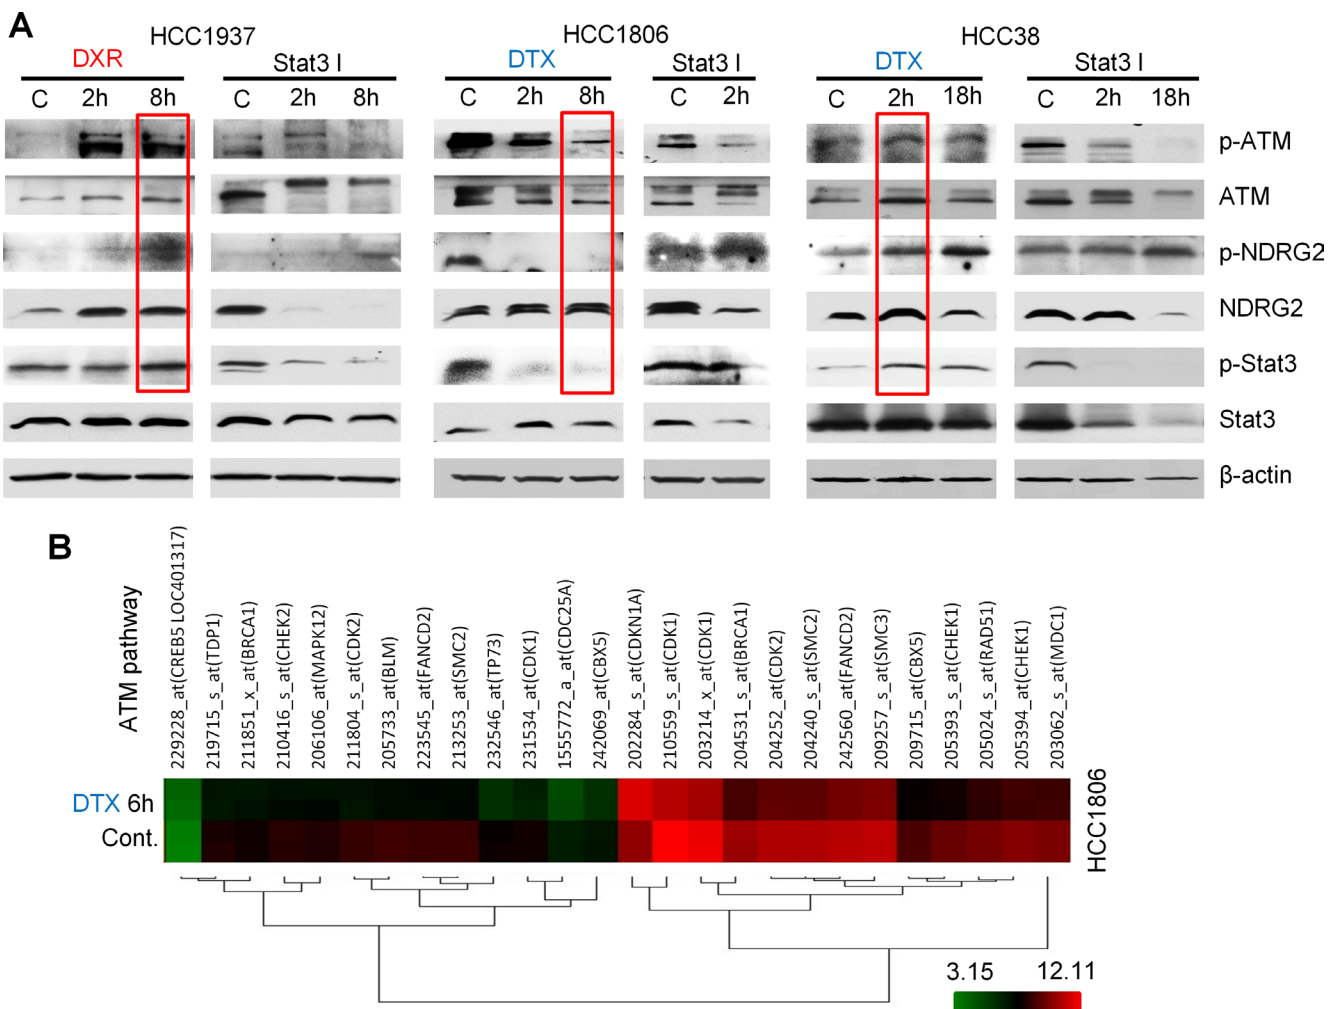 A
HCC1937
HCC1806
HCC38
DXR
Stat3 I
DTX
Stat3 I
DTX
Stat3 I
C 2h 8h C 2h 8h C 2h 8h C 2h C 2h 18h C 2h 18h
p-ATM
ATM
p-NDRG2
NDRG2
p-Stat3
Stat3
β-actin
B
ATM pathway
229228_at(CREB5 LOC401317)
219715_s_at(TDP1)
211851_x_at(BRCA1)
210416_s_at(CHEK2)
206106_at(MAPK12)
211804_s_at(CDK2)
205733_at(BLM)
223545_at(FANCD2)
213253_at(SMC2)
232546_at(TP73)
231534_at(CDK1)
1555772_a_at(CDC25A)
242069_at(CBX5)
202284_s_at(CDKN1A)
210559_s_at(CDK1)
203214_x_at(CDK1)
204531_s_at(BRCA1)
204252_at(CDK2)
204240_s_at(SMC2)
242560_at(FANCD2)
209257_s_at(SMC3)
209715_at(CBX5)
205393_s_at(CHEK1)
205024_s_at(RAD51)
205394_at(CHEK1)
203062_s_at(MDC1)
DTX 6h
Cont.
HCC1806
3.15 12.11